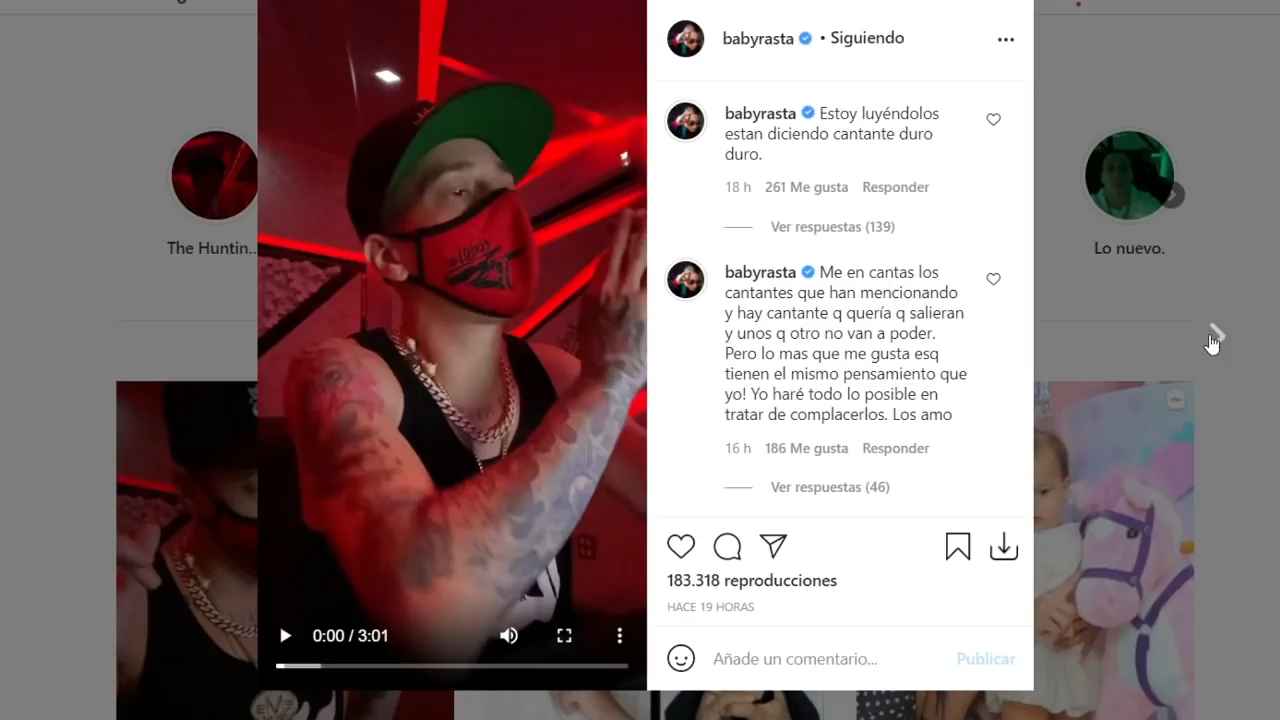 babyrasta • Siguiendo
babyrasta Estoy luyéndolos
estan diciendo cantante duro
duro.
18 h 261 Me gusta Responder
Ver respuestas (139)
babyrasta Me en cantas los
cantantes que han mencionando
y hay cantante q quería q salieran
y unos q otro no van a poder.
Pero lo mas que me gusta esq
tienen el mismo pensamiento que
yo! Yo haré todo lo posible en
tratar de complacerlos. Los amo
16 h 186 Me gusta Responder
Ver respuestas (46)
183.318 reproducciones
HACE 19 HORAS
Añade un comentario... Publicar
0:00 / 3:01
The Huntin...
Lo nuevo.
Lobos